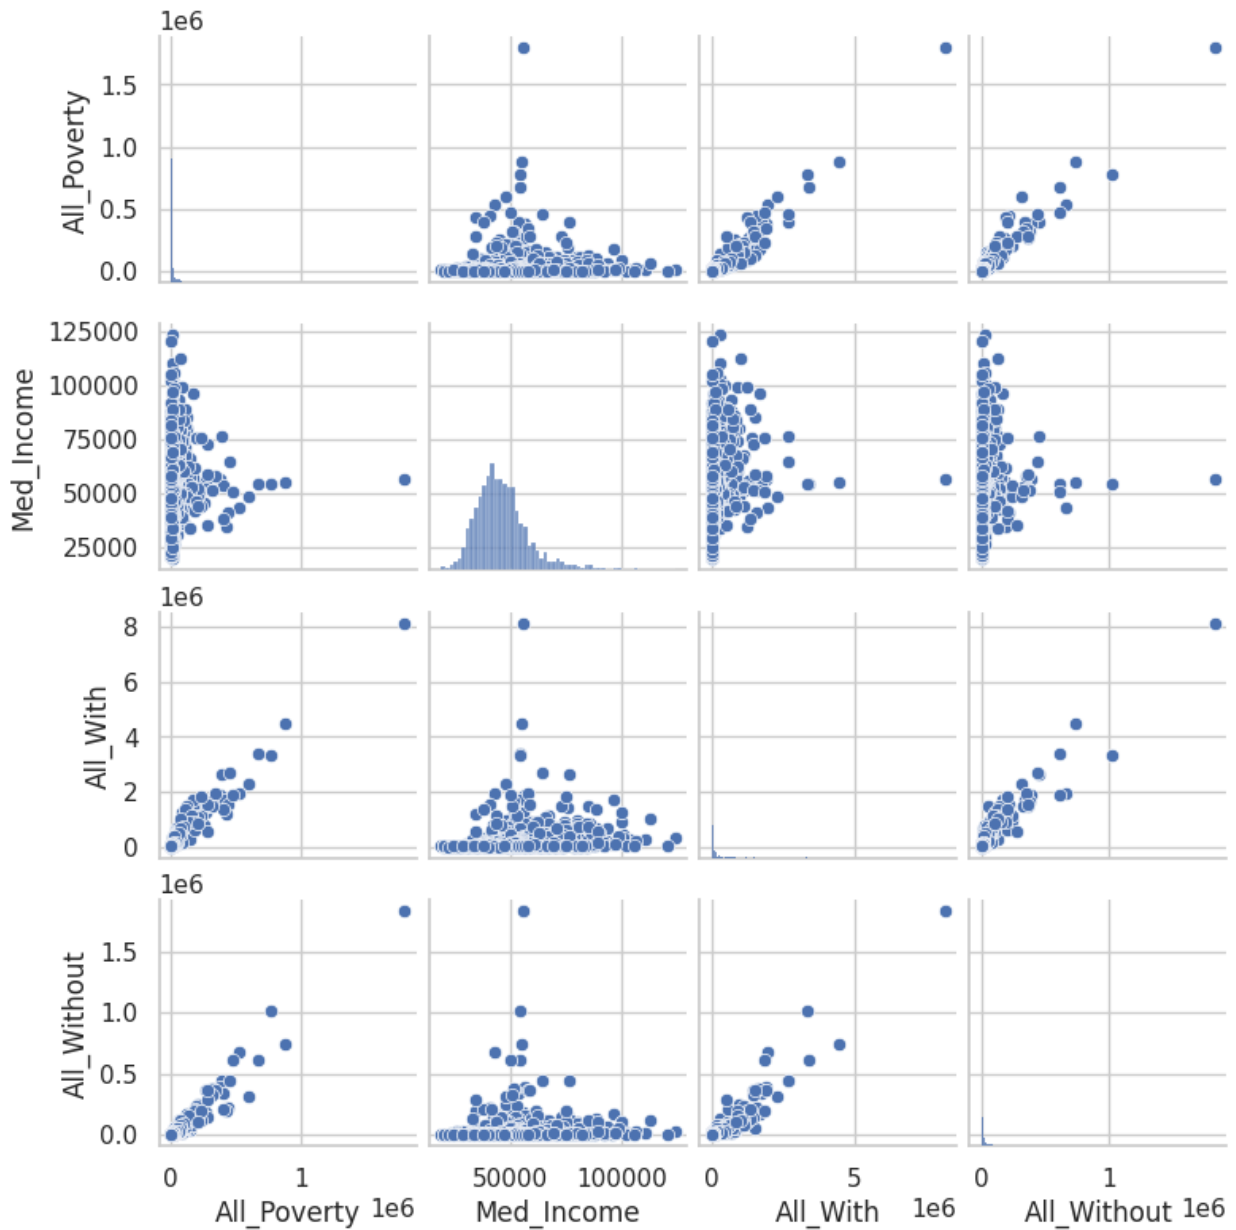 1e6
All_Poverty
1.5
1.0
0.5
0.0
Med_Income
125000
100000
75000
50000
25000
1e6
All_With
8
6
4
2
0
1e6
All_Without
1.5
1.0
0.5
0.0
0 1 50000 100000 0 5 0 1
All_Poverty 1e6 Med_Income All_With 1e6 All_Without 1e6